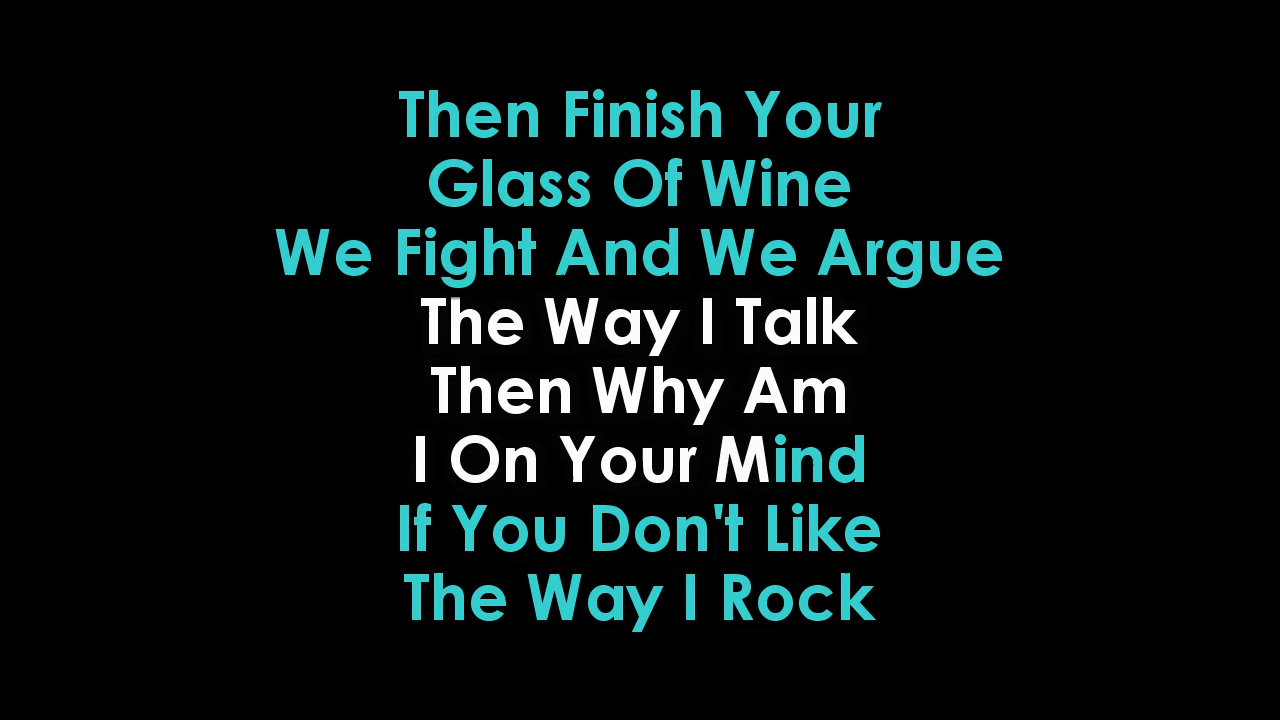 Then Finish Your
Glass Of Wine
We Fight And We Argue
The Way I Talk
Then Why Am
I On Your Mind
If You Don't Like
The Way I Rock